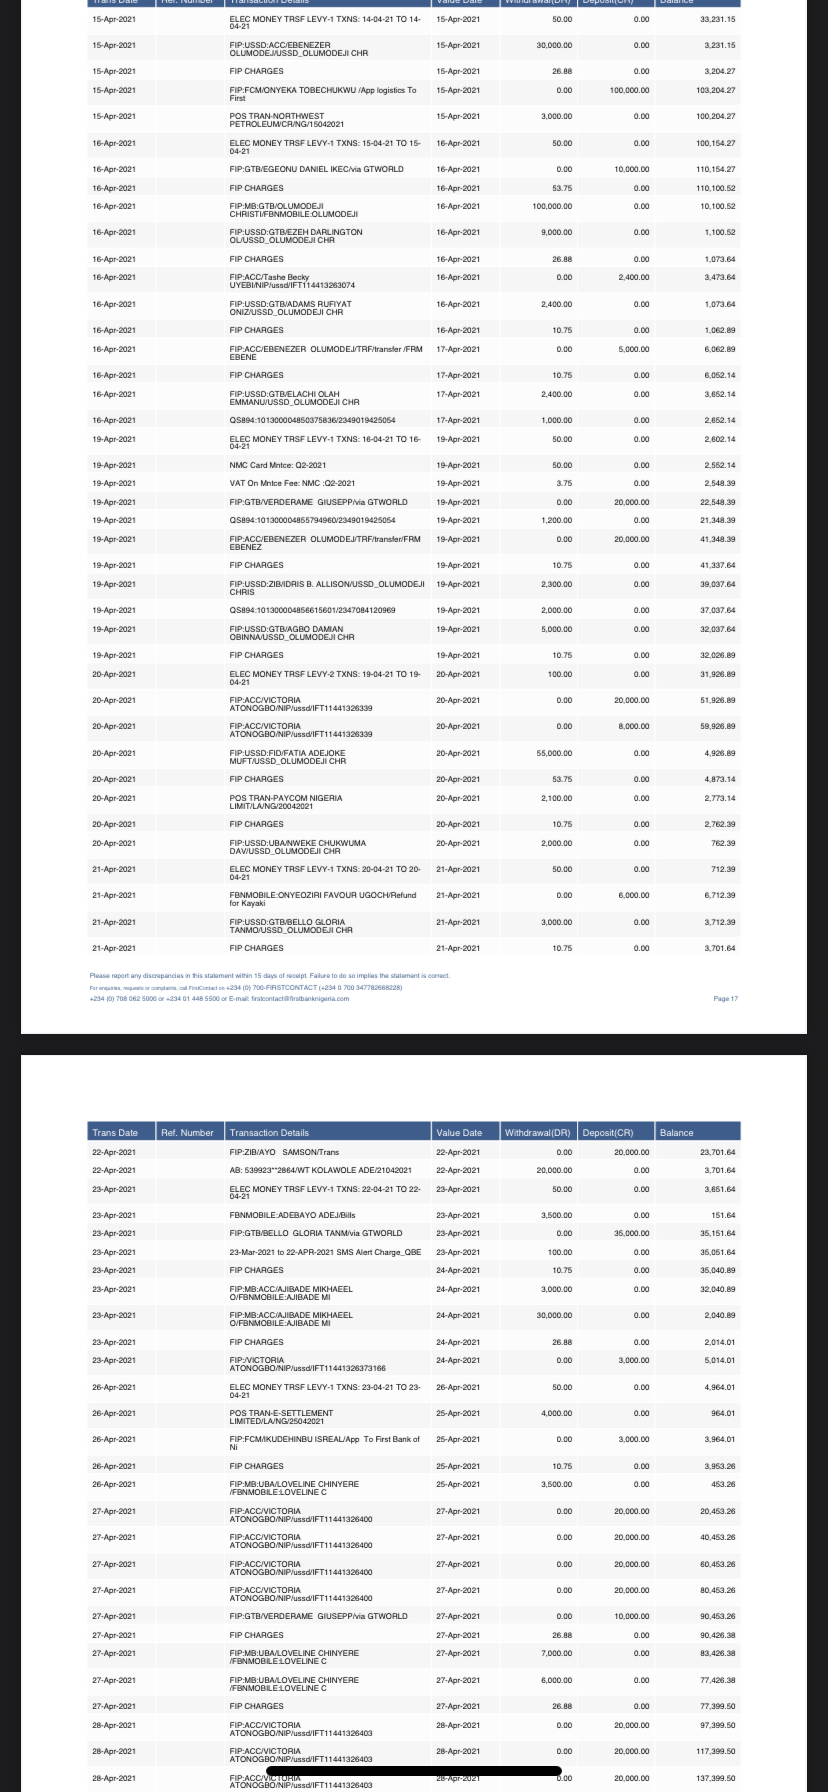 Trans Date Ref. Number Transaction Details Value Date Withdrawal(DR) Deposit(CR) Balance
15-Apr-2021 ELEC MONEY TRSF LEVY-1 TXNS: 14-04-21 TO 14- 15-Apr-2021 50.00 0.00 33,231.15
04-21
15-Apr-2021 FIP:USSD:ACC/EBENEZER 15-Apr-2021 30,000.00 0.00 3,231.15
OLUMODEJ/USSD_OLUMODEJI CHR
15-Apr-2021 FIP CHARGES 15-Apr-2021 26.88 0.00 3,204.27
15-Apr-2021 FIP:FCM/ONYEKA TOBECHUKWU /App logistics To 15-Apr-2021 0.00 100,000.00 103,204.27
First
15-Apr-2021 POS TRAN-NORTHWEST 15-Apr-2021 3,000.00 0.00 100,204.27
PETROLEUM/CR/NG/15042021
16-Apr-2021 ELEC MONEY TRSF LEVY-1 TXNS: 15-04-21 TO 15- 16-Apr-2021 50.00 0.00 100,154.27
04-21
16-Apr-2021 FIP:GTB/EGEONU DANIEL IKEC/via GTWORLD 16-Apr-2021 0.00 10,000.00 110,154.27
16-Apr-2021 FIP CHARGES 16-Apr-2021 53.75 0.00 110,100.52
16-Apr-2021 FIP:MB:GTB/OLUMODEJI 16-Apr-2021 100,000.00 0.00 10,100.52
CHRISTI/FBNMOBILE:OLUMODEJI
16-Apr-2021 FIP:USSD:GTB/EZEH DARLINGTON 16-Apr-2021 9,000.00 0.00 1,100.52
OL/USSD_OLUMODEJI CHR
16-Apr-2021 FIP CHARGES 16-Apr-2021 26.88 0.00 1,073.64
16-Apr-2021 FIP:ACC/Tashe Becky 16-Apr-2021 0.00 2,400.00 3,473.64
UYEBI/NIP/ussd/IFT114413263074
16-Apr-2021 FIP:USSD:GTB/ADAMS RUFIYAT 16-Apr-2021 2,400.00 0.00 1,073.64
ONIZ/USSD_OLUMODEJI CHR
16-Apr-2021 FIP CHARGES 16-Apr-2021 10.75 0.00 1,062.89
16-Apr-2021 FIP:ACC/EBENEZER OLUMODEJ/TRF/transfer /FRM 17-Apr-2021 0.00 5,000.00 6,062.89
EBENE
16-Apr-2021 FIP CHARGES 17-Apr-2021 10.75 0.00 6,052.14
16-Apr-2021 FIP:USSD:GTB/ELACHI OLAH 17-Apr-2021 2,400.00 0.00 3,652.14
EMMANU/USSD_OLUMODEJI CHR
16-Apr-2021 QS894:101300004850375836/2349019425054 17-Apr-2021 1,000.00 0.00 2,652.14
19-Apr-2021 ELEC MONEY TRSF LEVY-1 TXNS: 16-04-21 TO 16- 19-Apr-2021 50.00 0.00 2,602.14
04-21
19-Apr-2021 NMC Card Mntce: Q2-2021 19-Apr-2021 50.00 0.00 2,552.14
19-Apr-2021 VAT On Mntce Fee: NMC :Q2-2021 19-Apr-2021 3.75 0.00 2,548.39
19-Apr-2021 FIP:GTB/VERDERAME GIUSEPP/via GTWORLD 19-Apr-2021 0.00 20,000.00 22,548.39
19-Apr-2021 QS894:101300004855794960/2349019425054 19-Apr-2021 1,200.00 0.00 21,348.39
19-Apr-2021 FIP:ACC/EBENEZER OLUMODEJ/TRF/transfer/FRM 19-Apr-2021 0.00 20,000.00 41,348.39
EBENEZ
19-Apr-2021 FIP CHARGES 19-Apr-2021 10.75 0.00 41,337.64
19-Apr-2021 FIP:USSD:ZIB/IDRIS B. ALLISON/USSD_OLUMODEJI 19-Apr-2021 2,300.00 0.00 39,037.64
CHRIS
19-Apr-2021 QS894:101300004856615601/2347084120969 19-Apr-2021 2,000.00 0.00 37,037.64
19-Apr-2021 FIP:USSD:GTB/AGBO DAMIAN 19-Apr-2021 5,000.00 0.00 32,037.64
OBINNA/USSD_OLUMODEJI CHR
19-Apr-2021 FIP CHARGES 19-Apr-2021 10.75 0.00 32,026.89
20-Apr-2021 ELEC MONEY TRSF LEVY-2 TXNS: 19-04-21 TO 19- 20-Apr-2021 100.00 0.00 31,926.89
04-21
20-Apr-2021 FIP:ACC/VICTORIA 20-Apr-2021 0.00 20,000.00 51,926.89
ATONOGBO/NIP/ussd/IFT11441326339
20-Apr-2021 FIP:ACC/VICTORIA 20-Apr-2021 0.00 8,000.00 59,926.89
ATONOGBO/NIP/ussd/IFT11441326339
20-Apr-2021 FIP:USSD:FID/FATIA ADEJOKE 20-Apr-2021 55,000.00 0.00 4,926.89
MUFT/USSD_OLUMODEJI CHR
20-Apr-2021 FIP CHARGES 20-Apr-2021 53.75 0.00 4,873.14
20-Apr-2021 POS TRAN-PAYCOM NIGERIA 20-Apr-2021 2,100.00 0.00 2,773.14
LIMIT/LA/NG/20042021
20-Apr-2021 FIP CHARGES 20-Apr-2021 10.75 0.00 2,762.39
20-Apr-2021 FIP:USSD:UBA/NWEKE CHUKWUMA 20-Apr-2021 2,000.00 0.00 762.39
DAV/USSD_OLUMODEJI CHR
21-Apr-2021 ELEC MONEY TRSF LEVY-1 TXNS: 20-04-21 TO 20- 21-Apr-2021 50.00 0.00 712.39
04-21
21-Apr-2021 FBNMOBILE:ONYEOZIRI FAVOUR UGOCH/Refund 21-Apr-2021 0.00 6,000.00 6,712.39
for Kayaki
21-Apr-2021 FIP:USSD:GTB/BELLO GLORIA 21-Apr-2021 3,000.00 0.00 3,712.39
TANMO/USSD_OLUMODEJI CHR
21-Apr-2021 FIP CHARGES 21-Apr-2021 10.75 0.00 3,701.64
Please report any discrepancies in this statement within 15 days of receipt. Failure to do so implies the statement is correct.
For enquiries, requests or complaints, call FirstContact on +234 (0) 700-FIRSTCONTACT (+234 0 700 347782668228)
+234 (0) 708 062 5000 or +234 01 448 5500 or E-mail: firstcontact@firstbanknigeria.com Page 17
Trans Date Ref. Number Transaction Details Value Date Withdrawal(DR) Deposit(CR) Balance
22-Apr-2021 FIP:ZIB/AYO SAMSON/Trans 22-Apr-2021 0.00 20,000.00 23,701.64
22-Apr-2021 AB: 539923**2864/WT KOLAWOLE ADE/21042021 22-Apr-2021 20,000.00 0.00 3,701.64
23-Apr-2021 ELEC MONEY TRSF LEVY-1 TXNS: 22-04-21 TO 22- 23-Apr-2021 50.00 0.00 3,651.64
04-21
23-Apr-2021 FBNMOBILE:ADEBAYO ADEJ/Bills 23-Apr-2021 3,500.00 0.00 151.64
23-Apr-2021 FIP:GTB/BELLO GLORIA TANM/via GTWORLD 23-Apr-2021 0.00 35,000.00 35,151.64
23-Apr-2021 23-Mar-2021 to 22-APR-2021 SMS Alert Charge_QBE 23-Apr-2021 100.00 0.00 35,051.64
23-Apr-2021 FIP CHARGES 24-Apr-2021 10.75 0.00 35,040.89
23-Apr-2021 FIP:MB:ACC/AJIBADE MIKHAEEL 24-Apr-2021 3,000.00 0.00 32,040.89
O/FBNMOBILE:AJIBADE MI
23-Apr-2021 FIP:MB:ACC/AJIBADE MIKHAEEL 24-Apr-2021 30,000.00 0.00 2,040.89
O/FBNMOBILE:AJIBADE MI
23-Apr-2021 FIP CHARGES 24-Apr-2021 26.88 0.00 2,014.01
23-Apr-2021 FIP:/VICTORIA 24-Apr-2021 0.00 3,000.00 5,014.01
ATONOGBO/NIP/ussd/IFT11441326373166
26-Apr-2021 ELEC MONEY TRSF LEVY-1 TXNS: 23-04-21 TO 23- 26-Apr-2021 50.00 0.00 4,964.01
04-21
26-Apr-2021 POS TRAN-E-SETTLEMENT 25-Apr-2021 4,000.00 0.00 964.01
LIMITED/LA/NG/25042021
26-Apr-2021 FIP:FCM/IKUDEHINBU ISREAL/App To First Bank of 25-Apr-2021 0.00 3,000.00 3,964.01
Ni
26-Apr-2021 FIP CHARGES 25-Apr-2021 10.75 0.00 3,953.26
26-Apr-2021 FIP:MB:UBA/LOVELINE CHINYERE 25-Apr-2021 3,500.00 0.00 453.26
/FBNMOBILE:LOVELINE C
27-Apr-2021 FIP:ACC/VICTORIA 27-Apr-2021 0.00 20,000.00 20,453.26
ATONOGBO/NIP/ussd/IFT11441326400
27-Apr-2021 FIP:ACC/VICTORIA 27-Apr-2021 0.00 20,000.00 40,453.26
ATONOGBO/NIP/ussd/IFT11441326400
27-Apr-2021 FIP:ACC/VICTORIA 27-Apr-2021 0.00 20,000.00 60,453.26
ATONOGBO/NIP/ussd/IFT11441326400
27-Apr-2021 FIP:ACC/VICTORIA 27-Apr-2021 0.00 20,000.00 80,453.26
ATONOGBO/NIP/ussd/IFT11441326400
27-Apr-2021 FIP:GTB/VERDERAME GIUSEPP/via GTWORLD 27-Apr-2021 0.00 10,000.00 90,453.26
27-Apr-2021 FIP CHARGES 27-Apr-2021 26.88 0.00 90,426.38
27-Apr-2021 FIP:MB:UBA/LOVELINE CHINYERE 27-Apr-2021 7,000.00 0.00 83,426.38
/FBNMOBILE:LOVELINE C
27-Apr-2021 FIP:MB:UBA/LOVELINE CHINYERE 27-Apr-2021 6,000.00 0.00 77,426.38
/FBNMOBILE:LOVELINE C
27-Apr-2021 FIP CHARGES 27-Apr-2021 26.88 0.00 77,399.50
28-Apr-2021 FIP:ACC/VICTORIA 28-Apr-2021 0.00 20,000.00 97,399.50
ATONOGBO/NIP/ussd/IFT11441326403
28-Apr-2021 FIP:ACC/VICTORIA 28-Apr-2021 0.00 20,000.00 117,399.50
ATONOGBO/NIP/ussd/IFT11441326403
28-Apr-2021 FIP:ACC/VICTORIA 28-Apr-2021 0.00 20,000.00 137,399.50
ATONOGBO/NIP/ussd/IFT11441326403